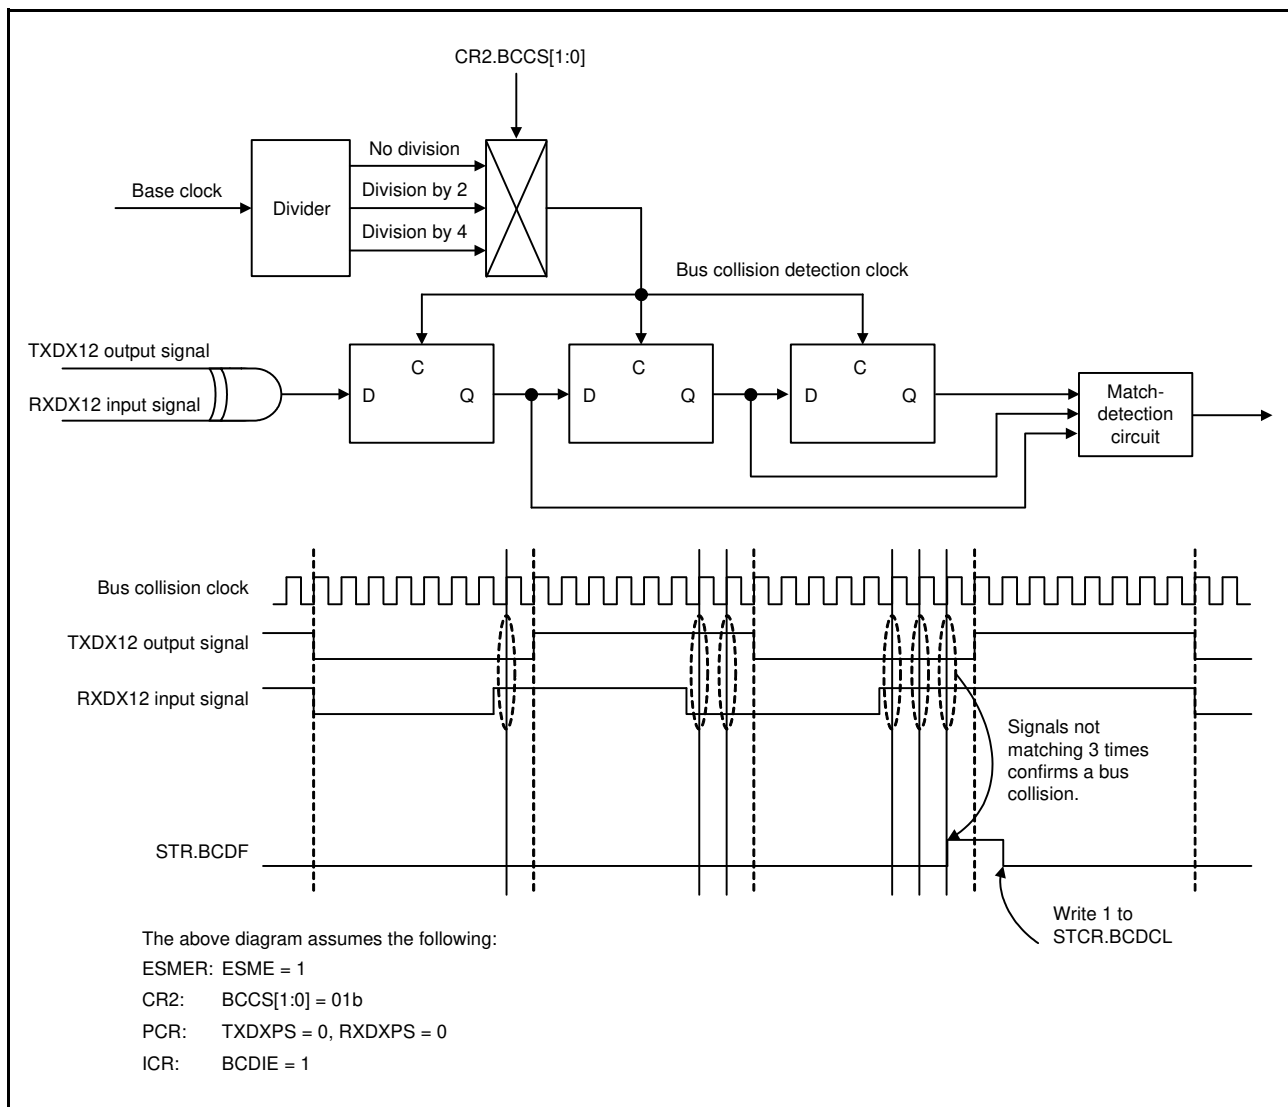 CR2.BCCS[1:0]
No division
Base clock
Divider
Division by 2
Division by 4
Bus collision detection clock
TXDX12 output signal
RXDX12 input signal
C
D
Q
C
D
Q
C
D
Q
Match-
detection
circuit
Bus collision clock
TXDX12 output signal
RXDX12 input signal
Signals not
matching 3 times
confirms a bus
collision.
STR.BCDF
Write 1 to
STCR.BCDCL
The above diagram assumes the following:
ESMER: ESME = 1
CR2: BCCS[1:0] = 01b
PCR: TXDXPS = 0, RXDXPS = 0
ICR: BCDIE = 1